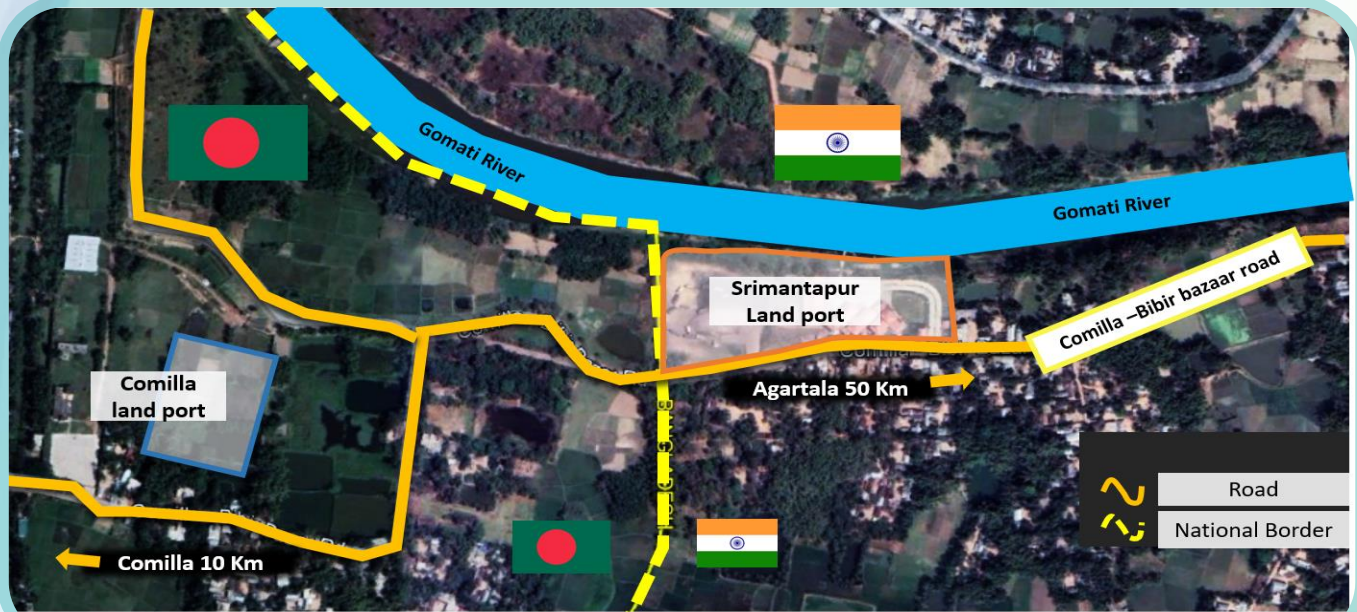 Gomati River
Gomati River
Comilla –Bibir bazaar road
Srimantapur
Land port
Comilla
land port
Agartala 50 Km
Comilla 10 Km
Road
National Border